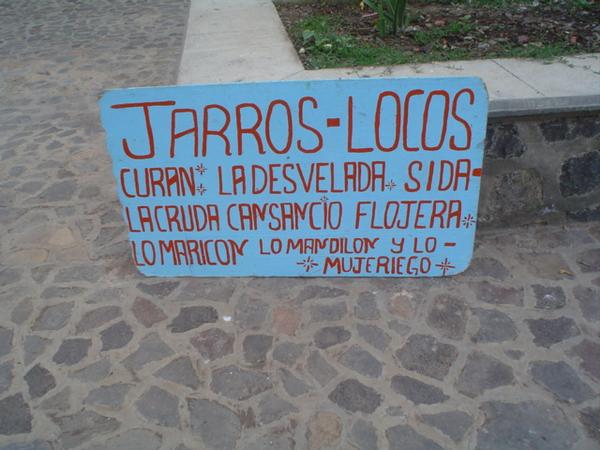 JARROS-LOCOS
CURAN LA DESVELADA SIDA-
LA CRUDA CANSANCIO FLOJERA
LO MARICON LO MANDILON Y LO -
MUJERIEGO